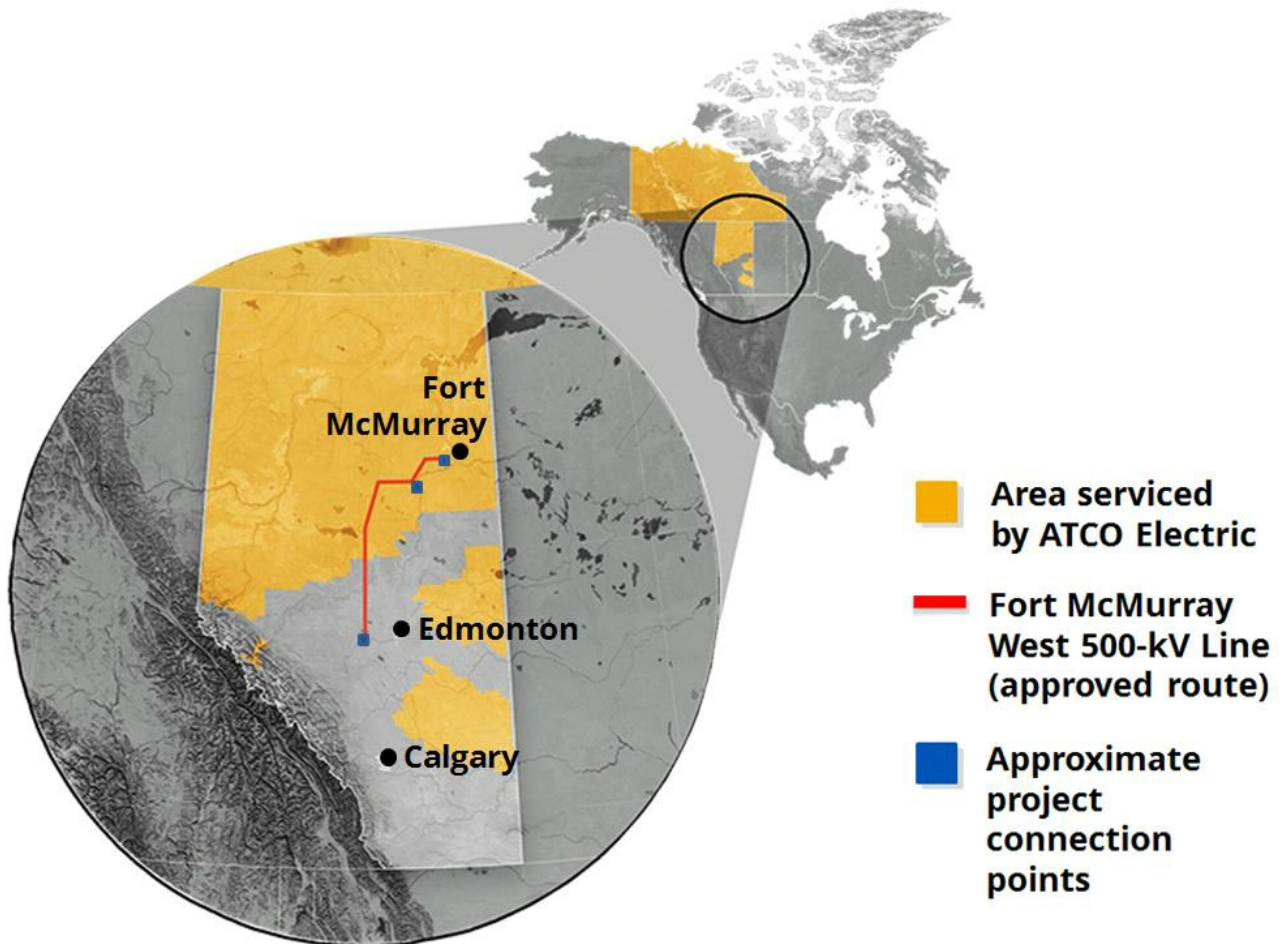 Fort
McMurray
Edmonton
Calgary
Area serviced
by ATCO Electric
Fort McMurray
West 500-kV Line
(approved route)
Approximate
project
connection
points